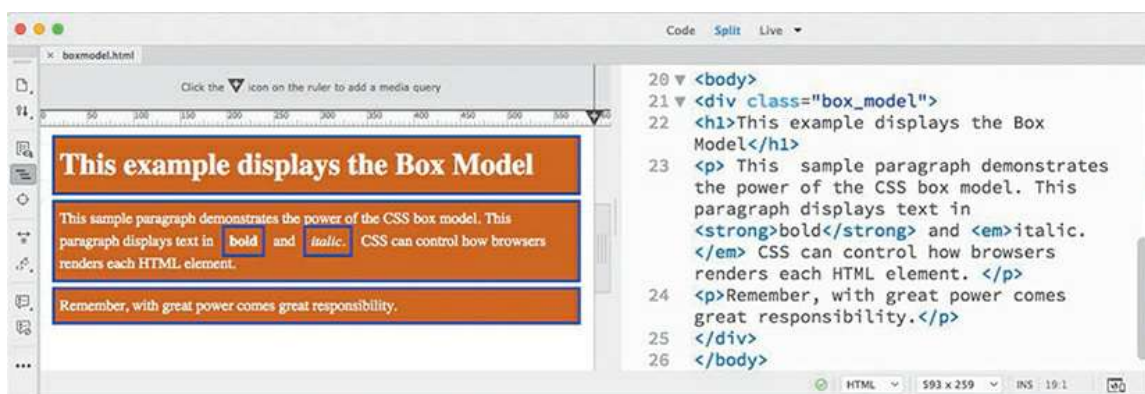 Code Split Live
× boxmodel.html
Click the icon on the ruler to add a media query
0 50 100 150 200 250 300 350 400 450 500 550
This example displays the Box Model
This sample paragraph demonstrates the power of the CSS box model. This
paragraph displays text in bold and italic. CSS can control how browsers
renders each HTML element.
Remember, with great power comes great responsibility.
20 <body>
21 <div class="box_model">
22 <h1>This example displays the Box
Model</h1>
23 <p> This  sample paragraph demonstrates
the power of the CSS box model. This
paragraph displays text in
<strong>bold</strong> and <em>italic.
</em> CSS can control how browsers
renders each HTML element. </p>
24 <p>Remember, with great power comes
great responsibility.</p>
25 </div>
26 </body>
HTML 593 x 259 INS 19:1